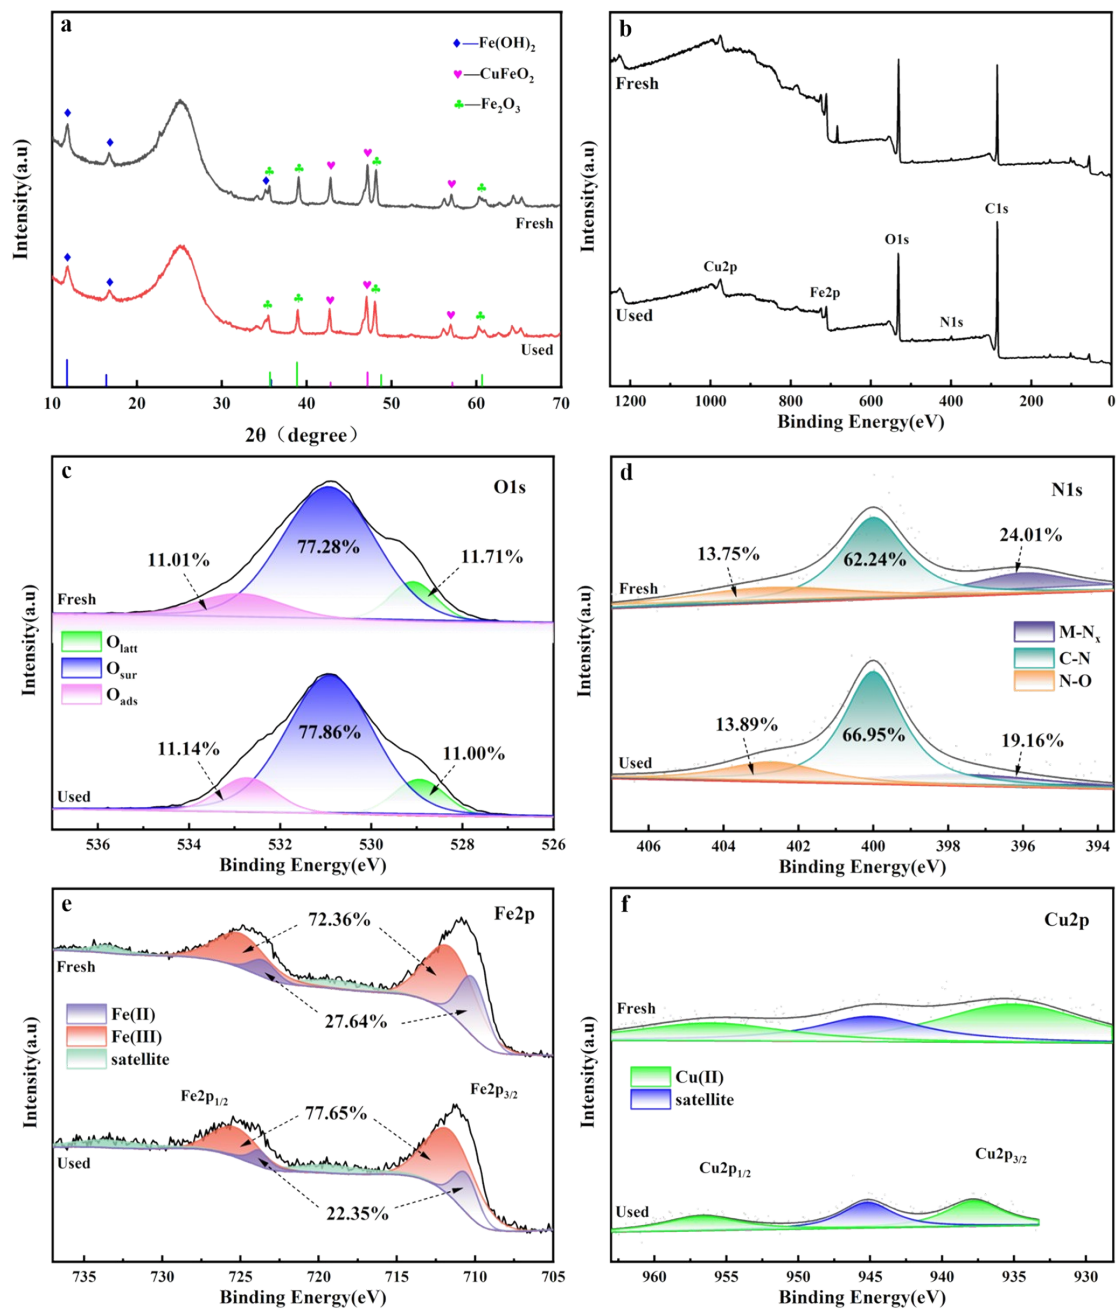 a
♦—Fe(OH)₂
♥—CuFeO₂
♣—Fe₂O₃
Fresh
Used
Intensity(a.u)
10 20 30 40 50 60 70
2θ（degree）
b
Fresh
C1s
O1s
Cu2p
Fe2p
N1s
Used
Intensity(a.u)
1200 1000 800 600 400 200 0
Binding Energy(eV)
c
O1s
77.28%
11.01%
11.71%
Fresh
Olatt
Osur
Oads
77.86%
11.14%
11.00%
Used
Intensity(a.u)
536 534 532 530 528 526
Binding Energy(eV)
d
N1s
24.01%
13.75%
62.24%
Fresh
M-Nx
C-N
N-O
13.89%
66.95%
19.16%
Used
Intensity(a.u)
406 404 402 400 398 396 394
Binding Energy(eV)
e
Fe2p
72.36%
Fresh
27.64%
Fe(II)
Fe(III)
satellite
Fe2p1/2
Fe2p3/2
77.65%
Used
22.35%
Intensity(a.u)
735 730 725 720 715 710 705
Binding Energy(eV)
f
Cu2p
Fresh
Cu(II)
satellite
Cu2p1/2
Cu2p3/2
Used
Intensity(a.u)
960 955 950 945 940 935 930
Binding Energy(eV)